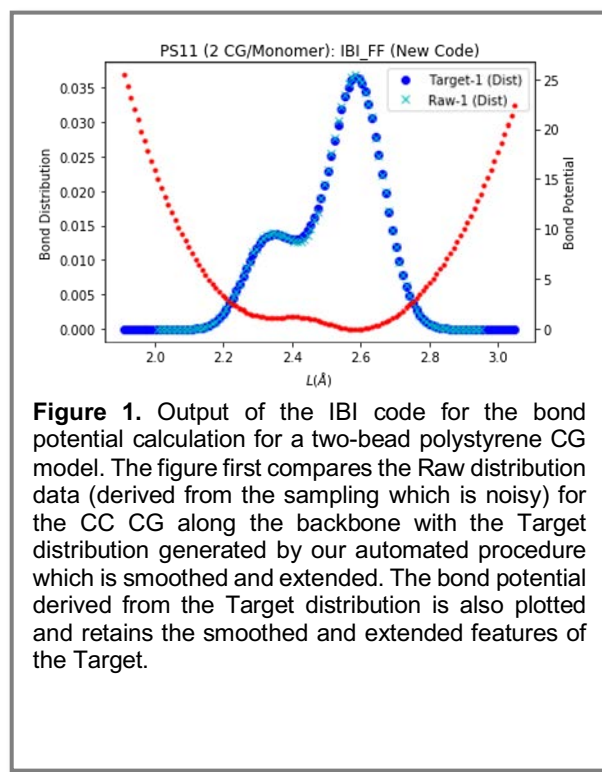 PS11 (2 CG/Monomer): IBI_FF (New Code)
Target-1 (Dist)
Raw-1 (Dist)
Bond Distribution
0.035
0.030
0.025
0.020
0.015
0.010
0.005
0.000
25
20
15
10
5
0
Bond Potential
2.0 2.2 2.4 2.6 2.8 3.0
L(Å)
Figure 1. Output of the IBI code for the bond
potential calculation for a two-bead polystyrene CG
model. The figure first compares the Raw distribution
data (derived from the sampling which is noisy) for
the CC CG along the backbone with the Target
distribution generated by our automated procedure
which is smoothed and extended. The bond potential
derived from the Target distribution is also plotted
and retains the smoothed and extended features of
the Target.